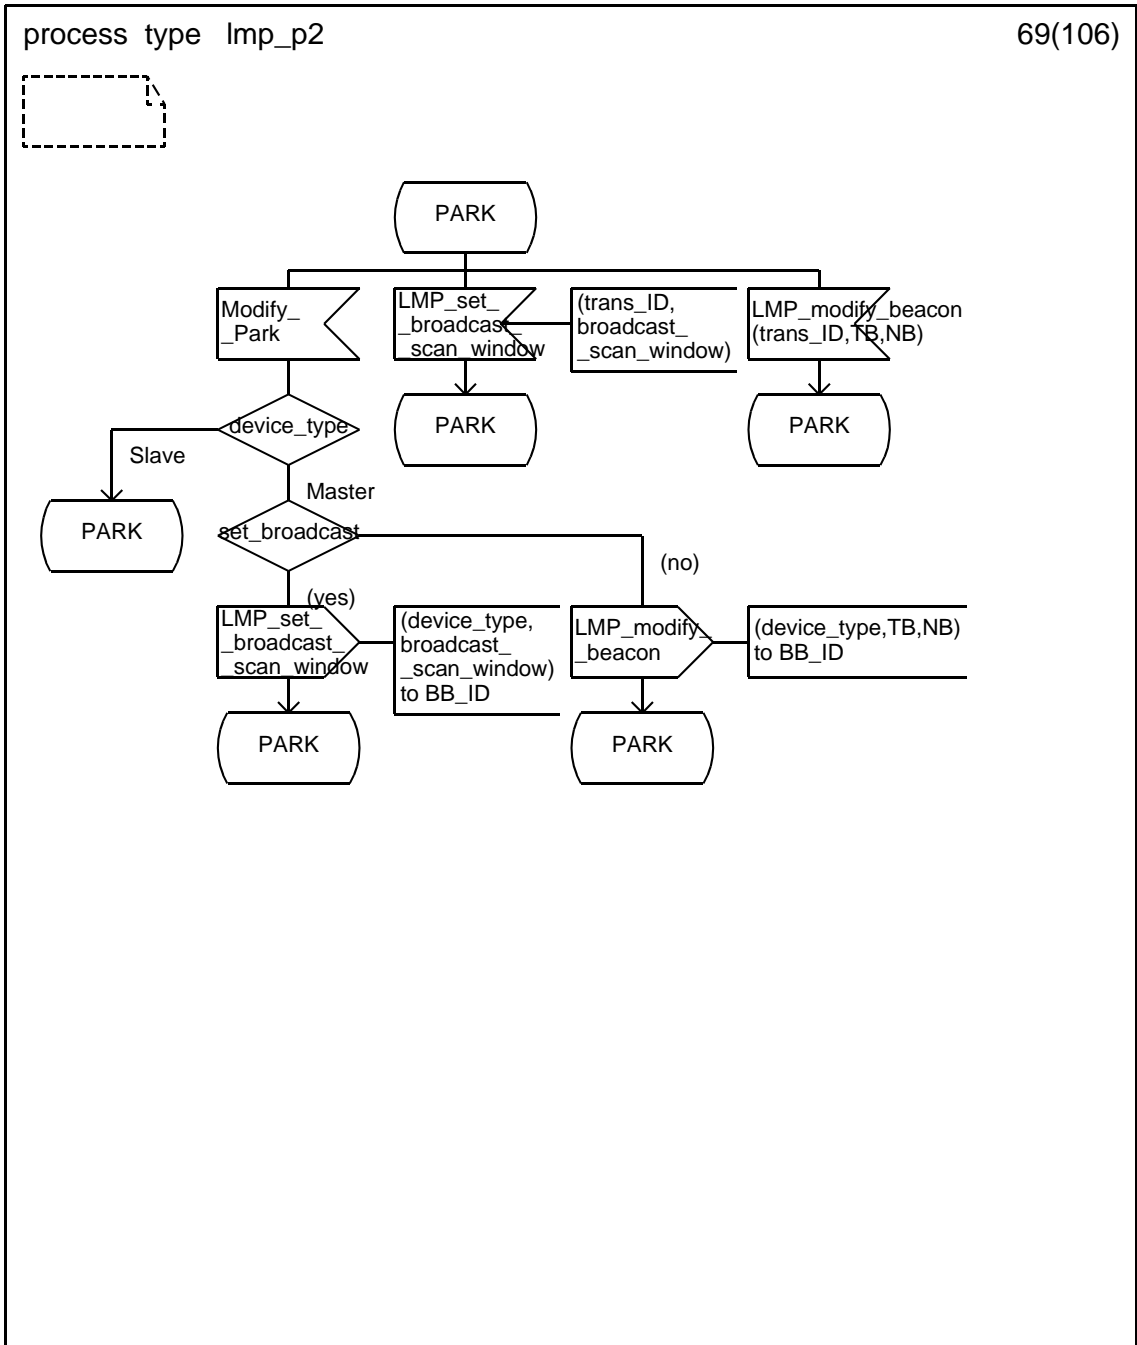 process type lmp_p2
69(106)
PARK
Modify_
_Park
LMP_set_
_broadcast_
_scan_window
(trans_ID,
broadcast_
_scan_window)
LMP_modify_beacon
(trans_ID,TB,NB)
device_type
PARK
PARK
Slave
Master
PARK
set_broadcast
(no)
(yes)
LMP_set_
_broadcast_
_scan_window
(device_type,
broadcast_
_scan_window)
to BB_ID
LMP_modify_
_beacon
(device_type,TB,NB)
to BB_ID
PARK
PARK